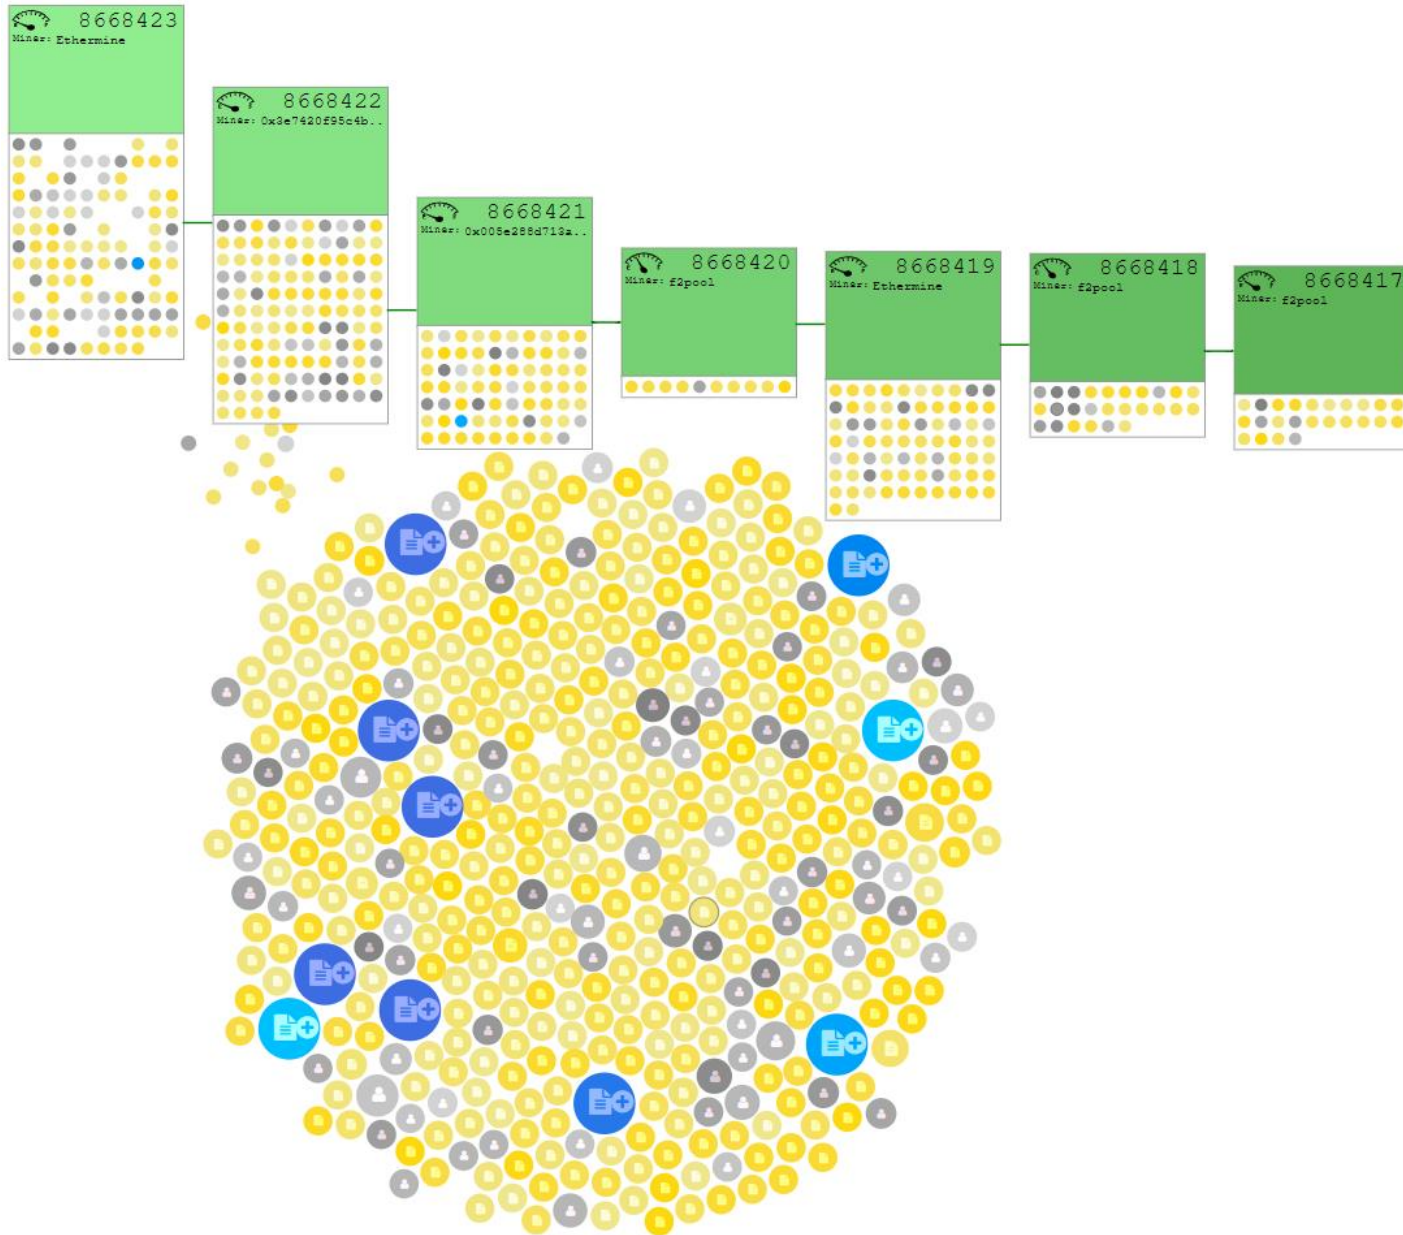 8668423
Miner: Ethermine
8668422
Miner: 0x3e7420f95c4b..
8668421
Miner: 0x005e288d713a..
8668420
Miner: f2pool
8668419
Miner: Ethermine
8668418
Miner: f2pool
8668417
Miner: f2pool